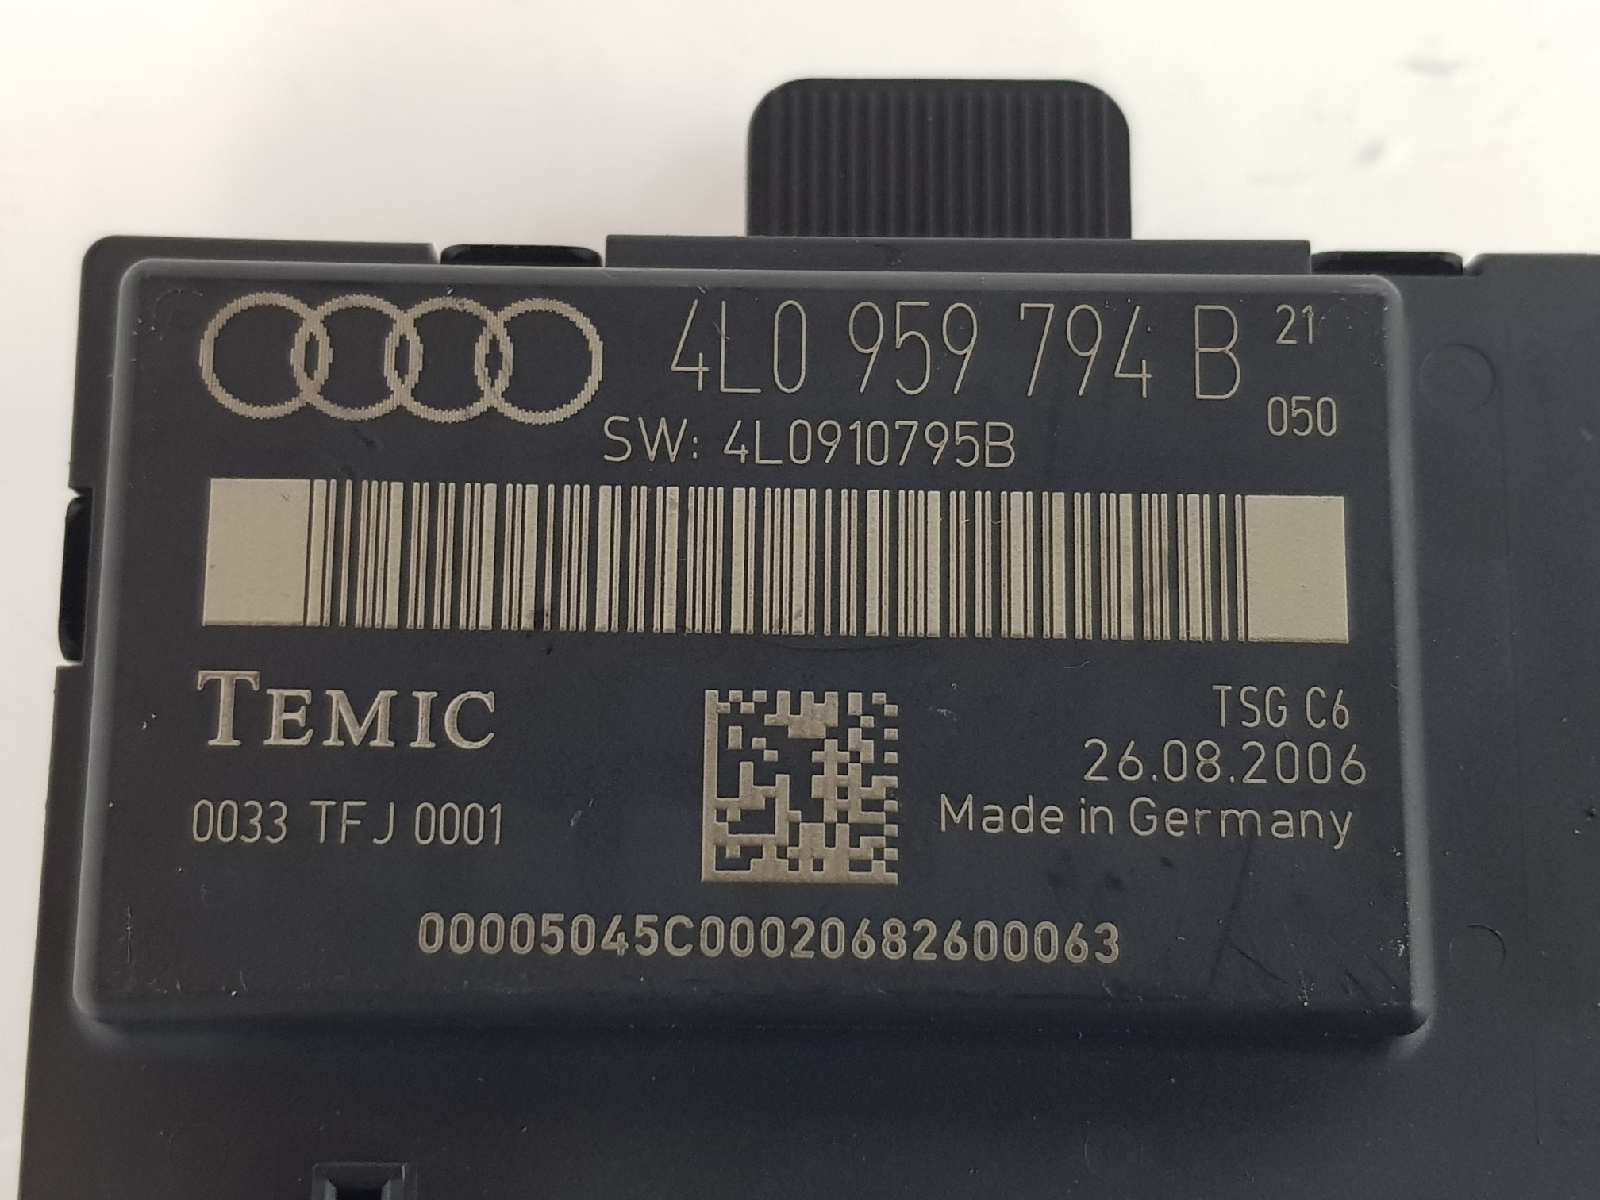 4L0 959 794 B 21
050
SW: 4L0910795B
TEMIC
TSG C6
26.08.2006
0033 TFJ 0001
Made in Germany
00005045C00020682600063